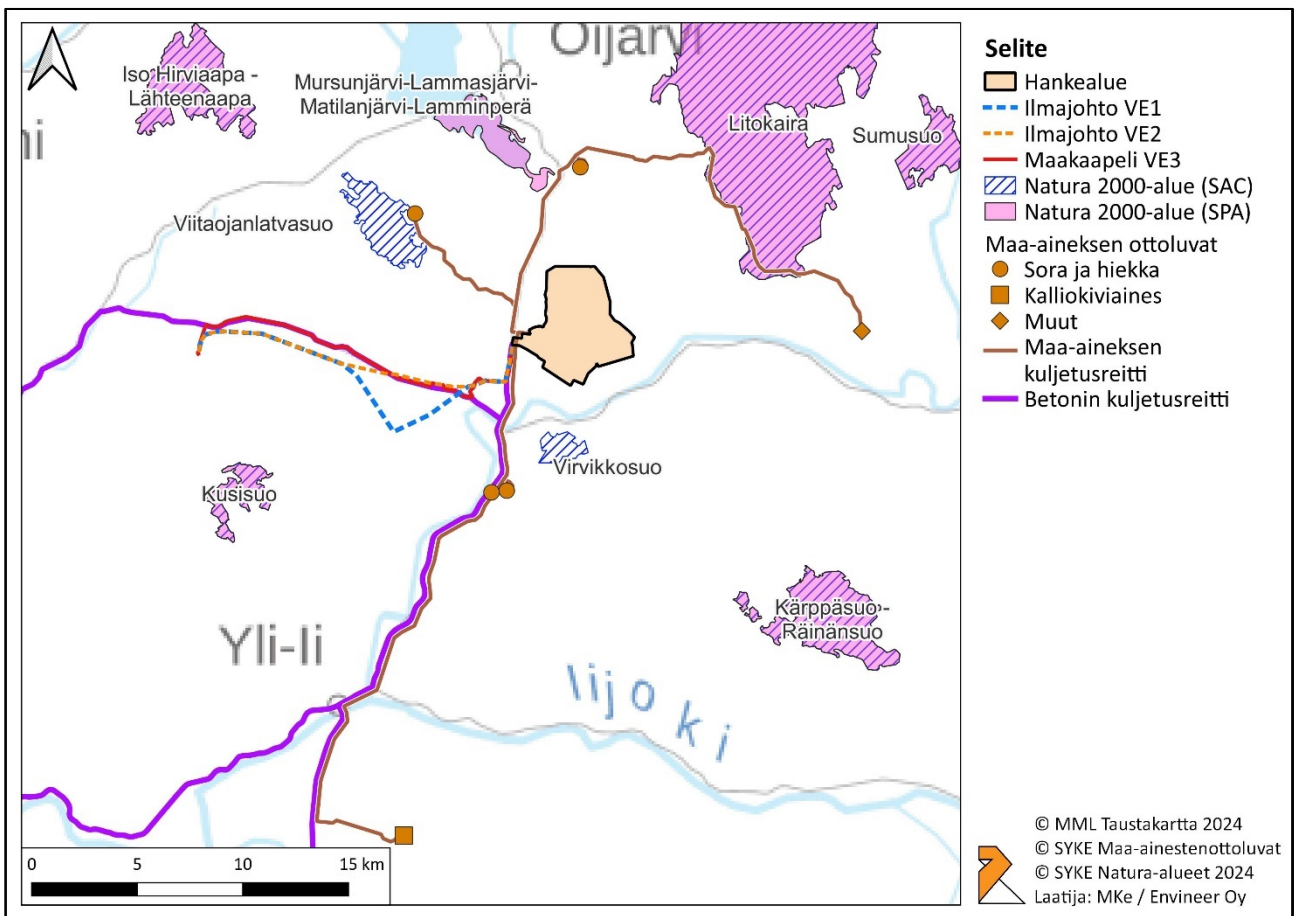 Oijärvi
Iso Hirviaapa -
Lähteenaapa
Mursunjärvi-Lammasjärvi-
Matilanjärvi-Lamminperä
Litokaira
Sumusuo
ni
Viitaojanlatvasuo
Virvikkosuo
Kusisuo
Kärppäsuo-
Räinänsuo
Yli-Ii
Iijoki
0 5 10 15 km
Selite
Hankealue
Ilmajohto VE1
Ilmajohto VE2
Maakaapeli VE3
Natura 2000-alue (SAC)
Natura 2000-alue (SPA)
Maa-aineksen ottoluvat
Sora ja hiekka
Kalliokiviaines
Muut
Maa-aineksen
kuljetusreitti
Betonin kuljetusreitti
© MML Taustakartta 2024
© SYKE Maa-ainestenottoluvat
© SYKE Natura-alueet 2024
Laatija: MKe / Envineer Oy